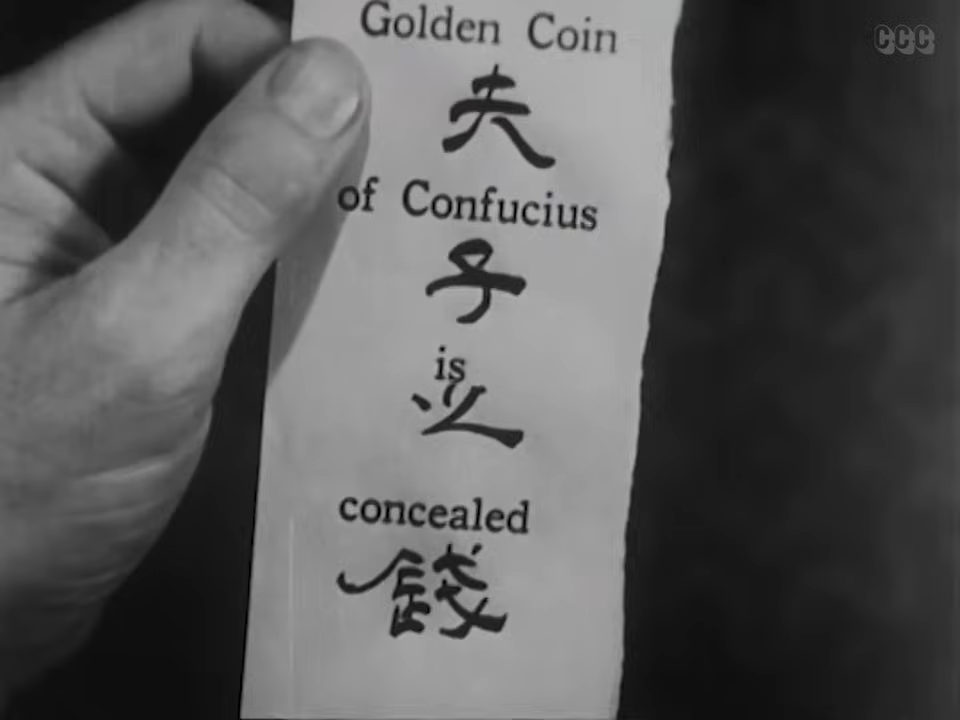 CCC
Golden Coin
夫
of Confucius
子
is
之
concealed
錢